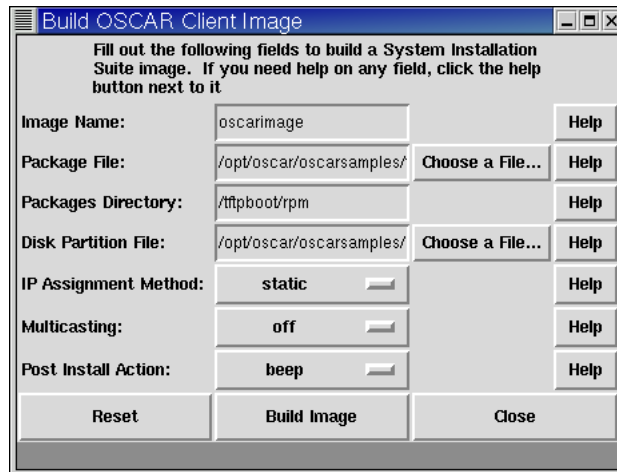 Build OSCAR Client Image
Fill out the following fields to build a System Installation
Suite image. If you need help on any field, click the help
button next to it
Image Name: oscarimage Help
Package File: /opt/oscar/oscarsamples/ Choose a File... Help
Packages Directory: /tftpboot/rpm Help
Disk Partition File: /opt/oscar/oscarsamples/ Choose a File... Help
IP Assignment Method: static Help
Multicasting: off Help
Post Install Action: beep Help
Reset Build Image Close